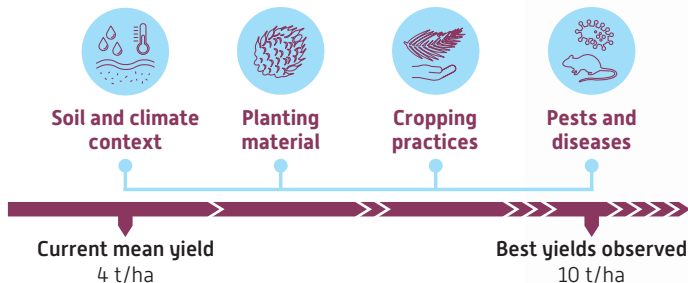 Soil and climate
context
Planting
material
Cropping
practices
Pests and
diseases
Current mean yield
4 t/ha
Best yields observed
10 t/ha